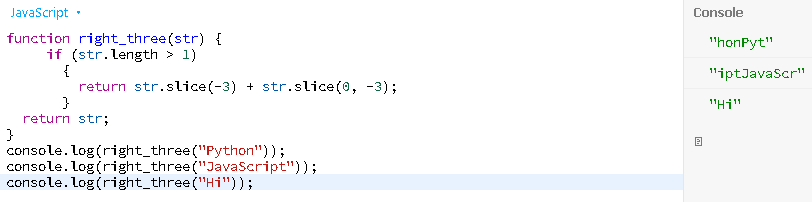 JavaScript
Console
function right_three(str) {
if (str.length > 1)
{
return str.slice(-3) + str.slice(0, -3);
}
return str;
}
console.log(right_three("Python"));
console.log(right_three("JavaScript"));
console.log(right_three("Hi"));
"honPyt"
"iptJavaScr"
"Hi"